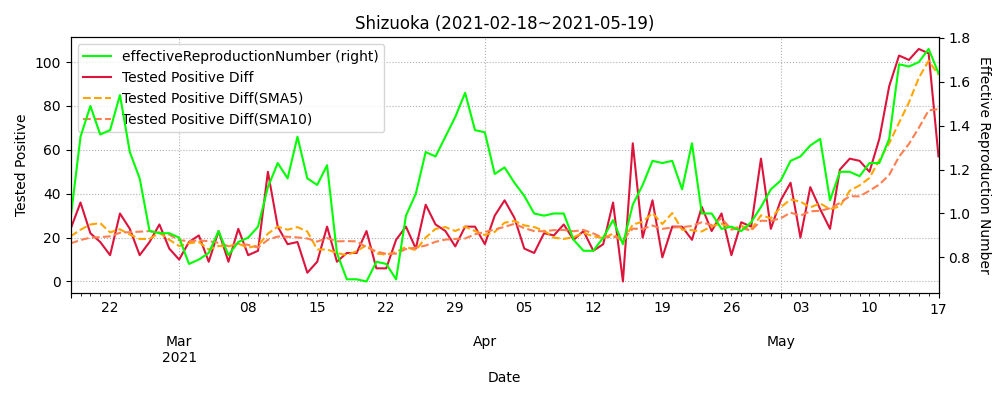 Shizuoka (2021-02-18~2021-05-19)
effectiveReproductionNumber (right)
Tested Positive Diff
Tested Positive Diff(SMA5)
Tested Positive Diff(SMA10)
Tested Positive
100
80
60
40
20
0
1.8
1.6
1.4
1.2
1.0
0.8
Effective Reproduction Number
22 08 15 22 29 05 12 19 26 03 10 17
Mar Apr May
2021
Date